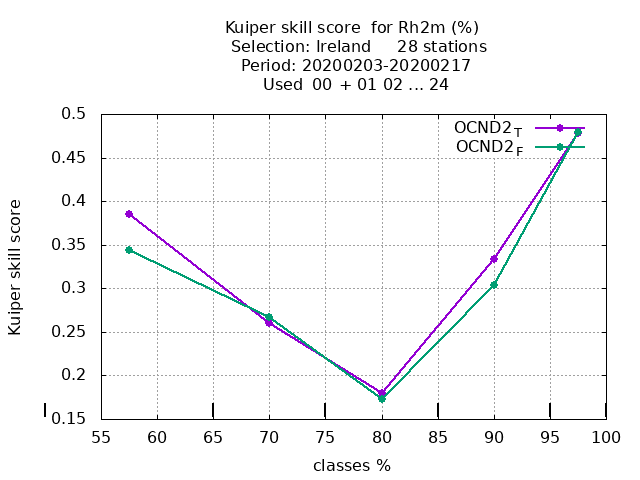 Kuiper skill score  for Rh2m (%)
Selection: Ireland     28 stations
Period: 20200203-20200217
Used  00 + 01 02 ... 24
OCND2T
OCND2F
Kuiper skill score
0.5
0.45
0.4
0.35
0.3
0.25
0.2
0.15
55 60 65 70 75 80 85 90 95 100
classes %